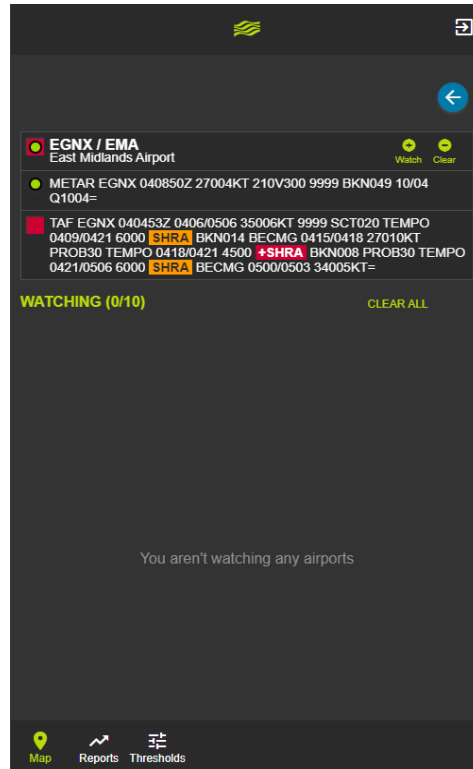 EGNX / EMA
East Midlands Airport
Watch
Clear
METAR EGNX 040850Z 27004KT 210V300 9999 BKN049 10/04
Q1004=
TAF EGNX 040453Z 0406/0506 35006KT 9999 SCT020 TEMPO
0409/0421 6000 SHRA BKN014 BECMG 0415/0418 27010KT
PROB30 TEMPO 0418/0421 4500 +SHRA BKN008 PROB30 TEMPO
0421/0506 6000 SHRA BECMG 0500/0503 34005KT=
WATCHING (0/10)
CLEAR ALL
You aren't watching any airports
Map
Reports
Thresholds